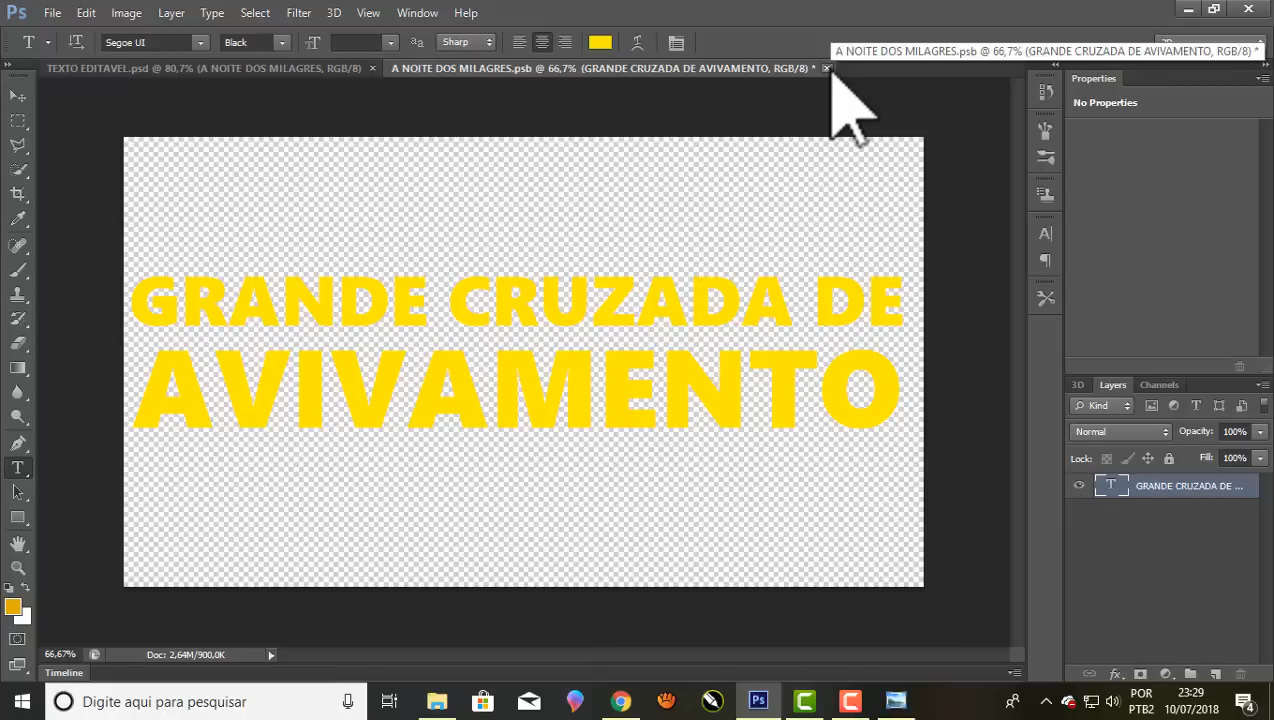 Ps File Edit Image Layer Type Select Filter 3D View Window Help
T Segoe UI Black Sharp
A NOITE DOS MILAGRES.psb @ 66,7% (GRANDE CRUZADA DE AVIVAMENTO, RGB/8) *
TEXTO EDITAVEL.psd @ 80,7% (A NOITE DOS MILAGRES, RGB/8) ×
A NOITE DOS MILAGRES.psb @ 66,7% (GRANDE CRUZADA DE AVIVAMENTO, RGB/8) *
Properties
No Properties
GRANDE CRUZADA DE
AVIVAMENTO
3D Layers Channels
Kind
Normal Opacity: 100%
Lock: Fill: 100%
T GRANDE CRUZADA DE ...
66,67% Doc: 2,64M/900,0K
Timeline
Digite aqui para pesquisar
Ps
POR
PTB2
23:29
10/07/2018
4